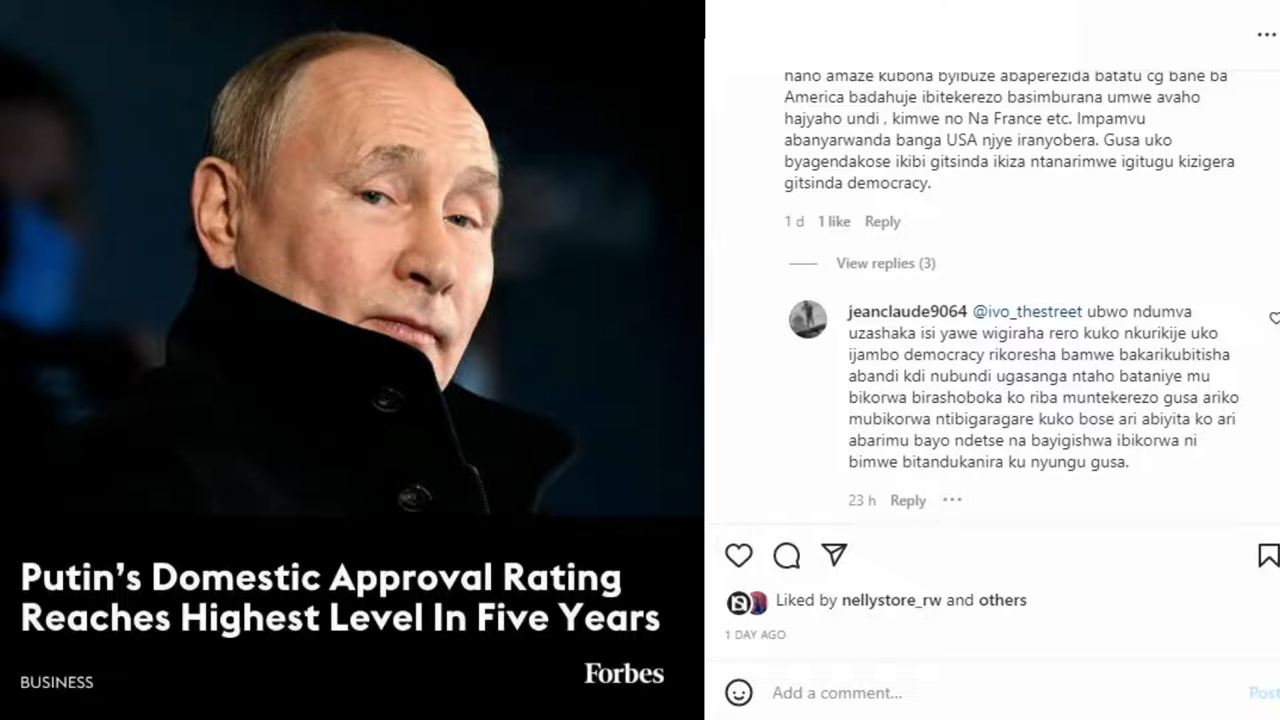 Putin's Domestic Approval Rating
Reaches Highest Level In Five Years
BUSINESS
Forbes
nano amaze kubona byibuze abaperezida batatu cg bane ba
America badahuje ibitekerezo basimburana umwe avaho
hajyaho undi , kimwe no Na France etc. Impamvu
abanyarwanda banga USA njye iranyobera. Gusa uko
byagendakose ikibi gitsinda ikiza ntanarimwe igitugu kizigera
gitsinda democracy.
1 d 1 like Reply
View replies (3)
jeanclaude9064 @ivo_thestreet ubwo ndumva
uzashaka isi yawe wigiraha rero kuko nkurikije uko
ijambo democracy rikoresha bamwe bakarikubitisha
abandi kdi nubundi ugasanga ntaho bataniye mu
bikorwa birashoboka ko riba muntekerezo gusa ariko
mubikorwa ntibigaragare kuko bose ari abiyita ko ari
abarimu bayo ndetse na bayigishwa ibikorwa ni
bimwe bitandukanira ku nyungu gusa.
23 h Reply
Liked by nellystore_rw and others
1 DAY AGO
Add a comment...
Post